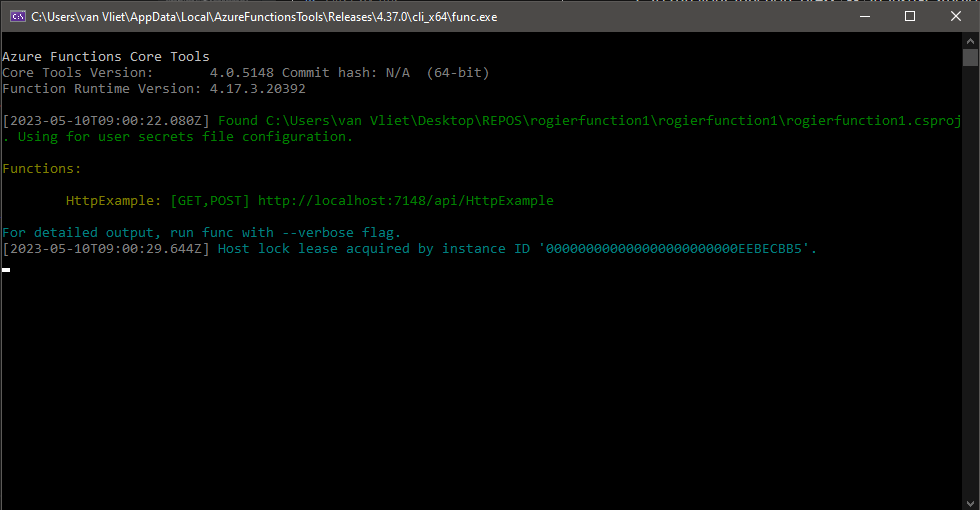 C:\Users\van Vliet\AppData\Local\AzureFunctionsTools\Releases\4.37.0\cli_x64\func.exe
Azure Functions Core Tools
Core Tools Version:       4.0.5148 Commit hash: N/A  (64-bit)
Function Runtime Version: 4.17.3.20392
[2023-05-10T09:00:22.080Z] Found C:\Users\van Vliet\Desktop\REPOS\rogierfunction1\rogierfunction1\rogierfunction1.csproj
. Using for user secrets file configuration.
Functions:
HttpExample: [GET,POST] http://localhost:7148/api/HttpExample
For detailed output, run func with --verbose flag.
[2023-05-10T09:00:29.644Z] Host lock lease acquired by instance ID '000000000000000000000000EEBECBB5'.